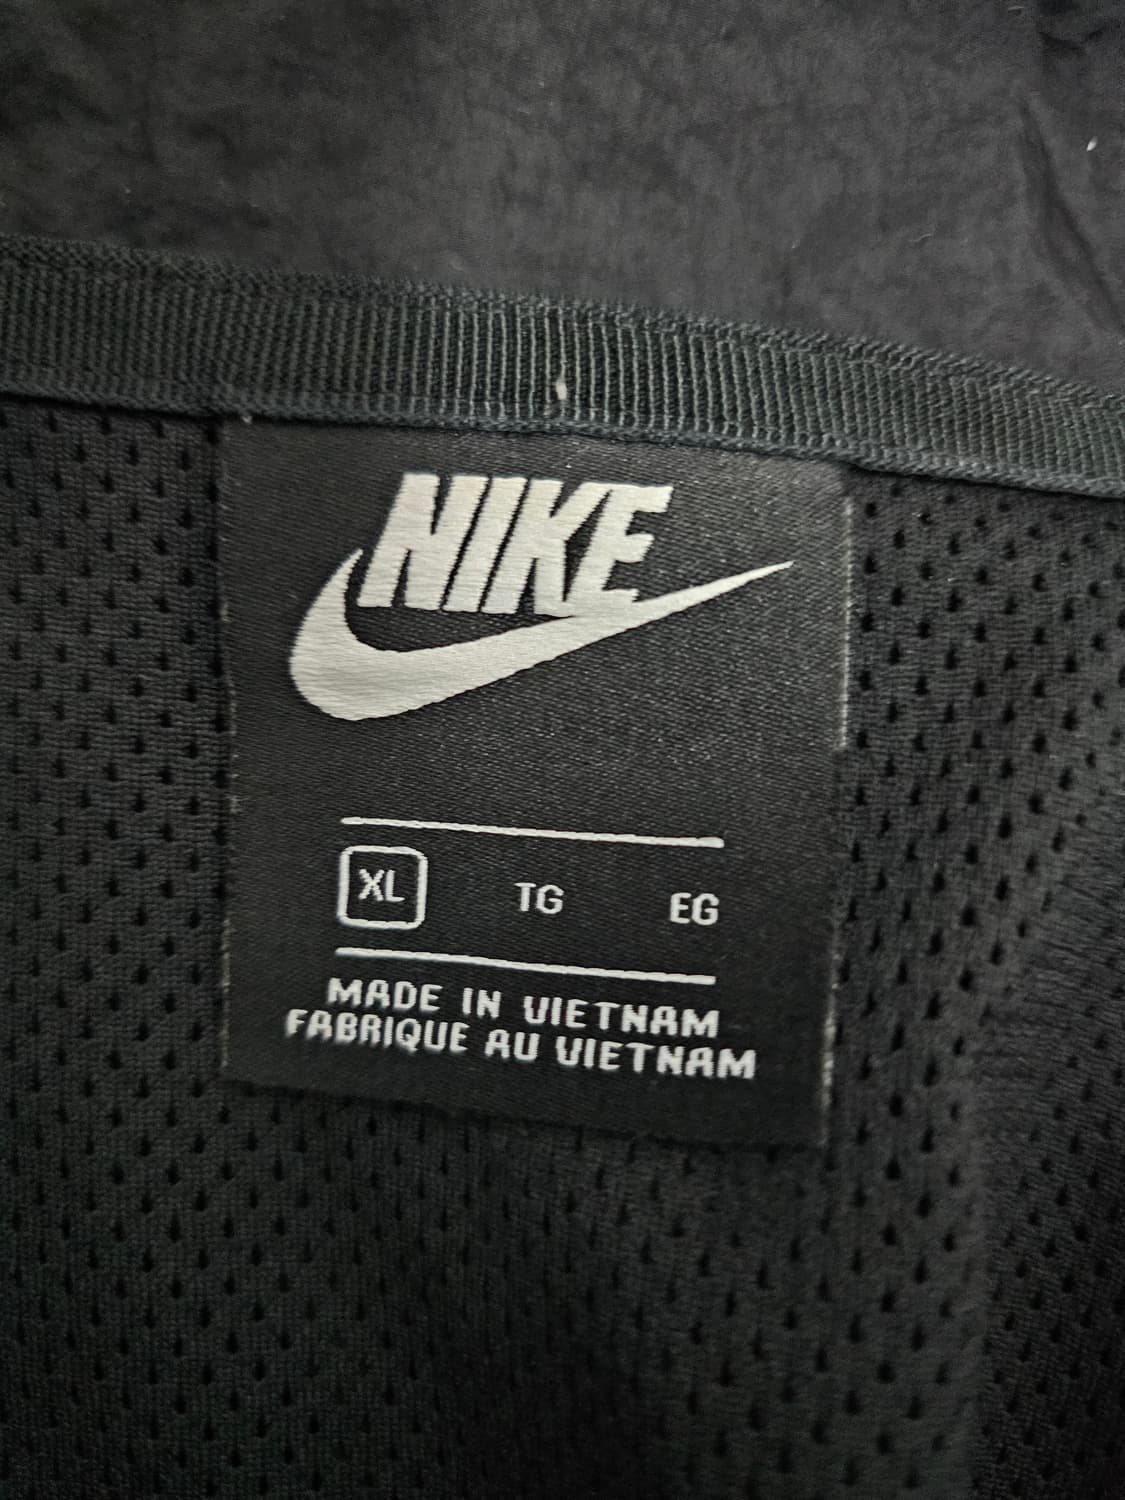 NIKE
XL TG EG
MADE IN VIETNAM
FABRIQUE AU VIETNAM